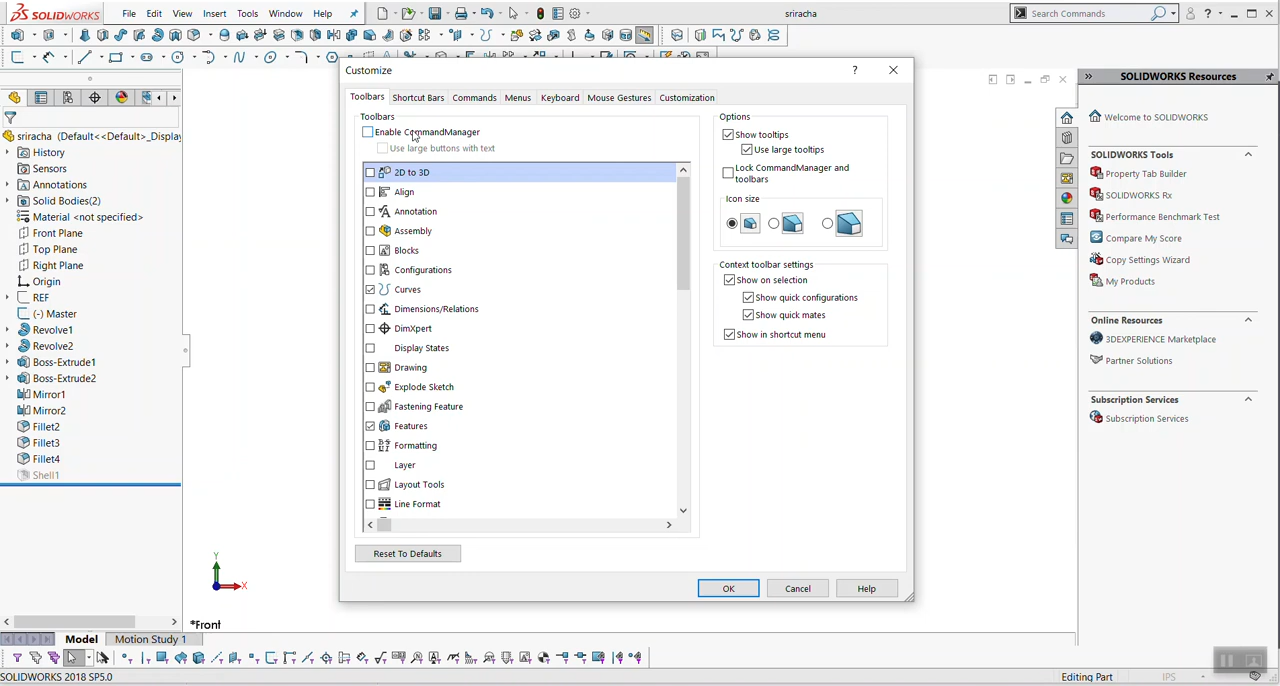 SOLIDWORKS File Edit View Insert Tools Window Help sriracha Search Commands
Customize
Toolbars Shortcut Bars Commands Menus Keyboard Mouse Gestures Customization
Toolbars
Enable CommandManager
Use large buttons with text
2D to 3D
Align
Annotation
Assembly
Blocks
Configurations
Curves
Dimensions/Relations
DimXpert
Display States
Drawing
Explode Sketch
Fastening Feature
Features
Formatting
Layer
Layout Tools
Line Format
Reset To Defaults
Options
Show tooltips
Use large tooltips
Lock CommandManager and
toolbars
Icon size
Context toolbar settings
Show on selection
Show quick configurations
Show quick mates
Show in shortcut menu
OK Cancel Help
sriracha (Default<<Default>_Display
History
Sensors
Annotations
Solid Bodies(2)
Material <not specified>
Front Plane
Top Plane
Right Plane
Origin
REF
(-) Master
Revolve1
Revolve2
Boss-Extrude1
Boss-Extrude2
Mirror1
Mirror2
Fillet2
Fillet3
Fillet4
Shell1
Y
X
*Front
Model Motion Study 1
SOLIDWORKS 2018 SP5.0
Editing Part IPS
SOLIDWORKS Resources
Welcome to SOLIDWORKS
SOLIDWORKS Tools
Property Tab Builder
SOLIDWORKS Rx
Performance Benchmark Test
Compare My Score
Copy Settings Wizard
My Products
Online Resources
3DEXPERIENCE Marketplace
Partner Solutions
Subscription Services
Subscription Services